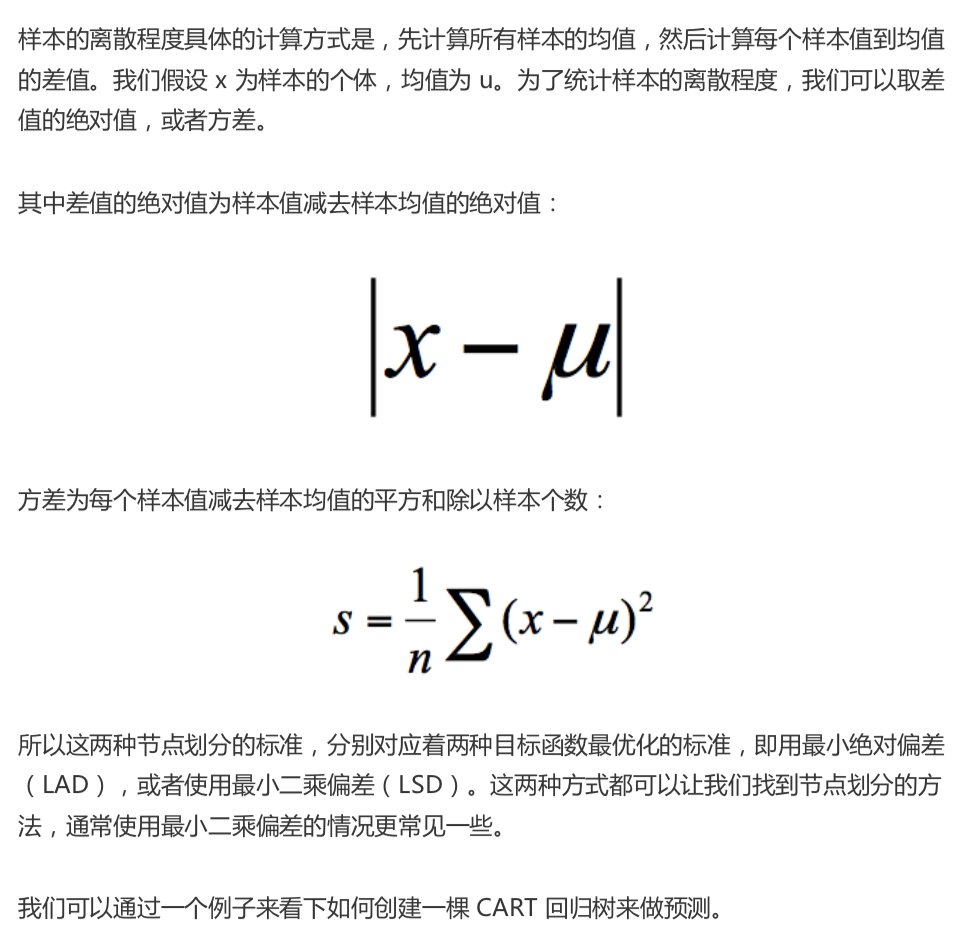 样本的离散程度具体的计算方式是，先计算所有样本的均值，然后计算每个样本值到均值
的差值。我们假设 x 为样本的个体，均值为 u。为了统计样本的离散程度，我们可以取差
值的绝对值，或者方差。
其中差值的绝对值为样本值减去样本均值的绝对值：
|x − μ|
方差为每个样本值减去样本均值的平方和除以样本个数：
s = 1/n ∑(x − μ)²
所以这两种节点划分的标准，分别对应着两种目标函数最优化的标准，即用最小绝对偏差
（LAD），或者使用最小二乘偏差（LSD）。这两种方式都可以让我们找到节点划分的方
法，通常使用最小二乘偏差的情况更常见一些。
我们可以通过一个例子来看下如何创建一棵 CART 回归树来做预测。